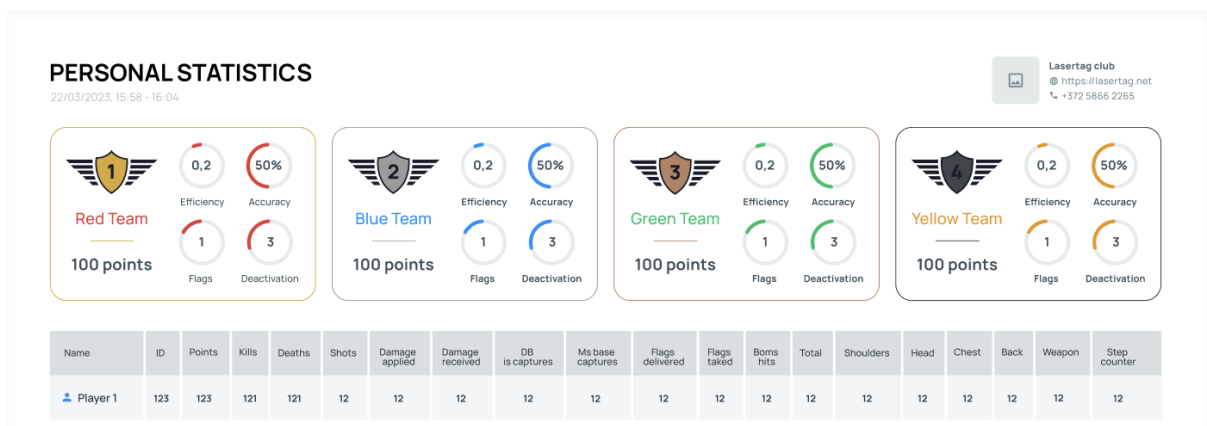 PERSONAL STATISTICS
22/03/2023, 15:58 - 16:04
Lasertag club
https://lasertag.net
+372 5866 2265
1
Red Team
100 points
0,2
Efficiency
50%
Accuracy
1
Flags
3
Deactivation
2
Blue Team
100 points
0,2
Efficiency
50%
Accuracy
1
Flags
3
Deactivation
3
Green Team
100 points
0,2
Efficiency
50%
Accuracy
1
Flags
3
Deactivation
4
Yellow Team
100 points
0,2
Efficiency
50%
Accuracy
1
Flags
3
Deactivation
Name ID Points Kills Deaths Shots Damage applied Damage received DB is captures Ms base captures Flags delivered Flags taked Boms hits Total Shoulders Head Chest Back Weapon Step counter
Player 1 123 123 121 121 12 12 12 12 12 12 12 12 12 12 12 12 12 12 12